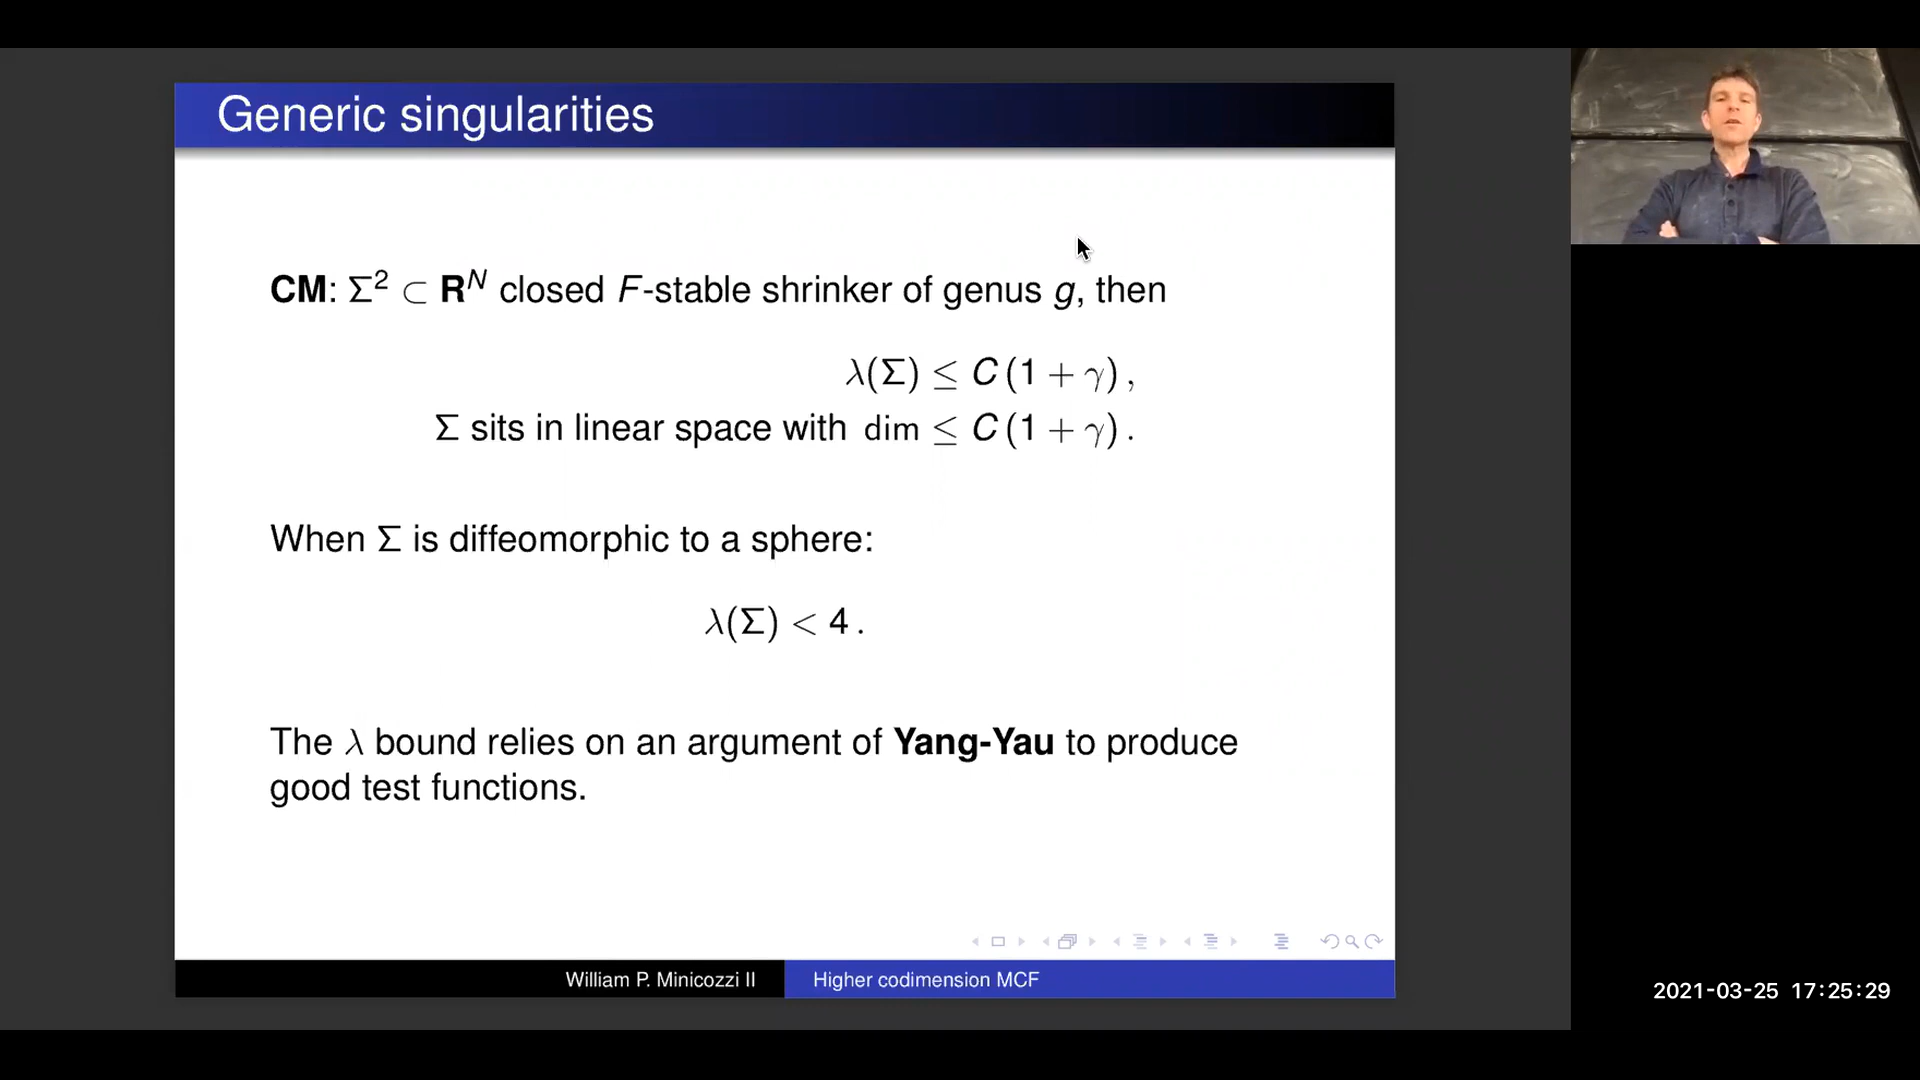 Generic singularities
CM: Σ² ⊂ R^N closed F-stable shrinker of genus g, then
λ(Σ) ≤ C (1 + γ) ,
Σ sits in linear space with dim ≤ C (1 + γ) .
When Σ is diffeomorphic to a sphere:
λ(Σ) < 4 .
The λ bound relies on an argument of Yang-Yau to produce
good test functions.
William P. Minicozzi II
Higher codimension MCF
2021-03-25 17:25:29